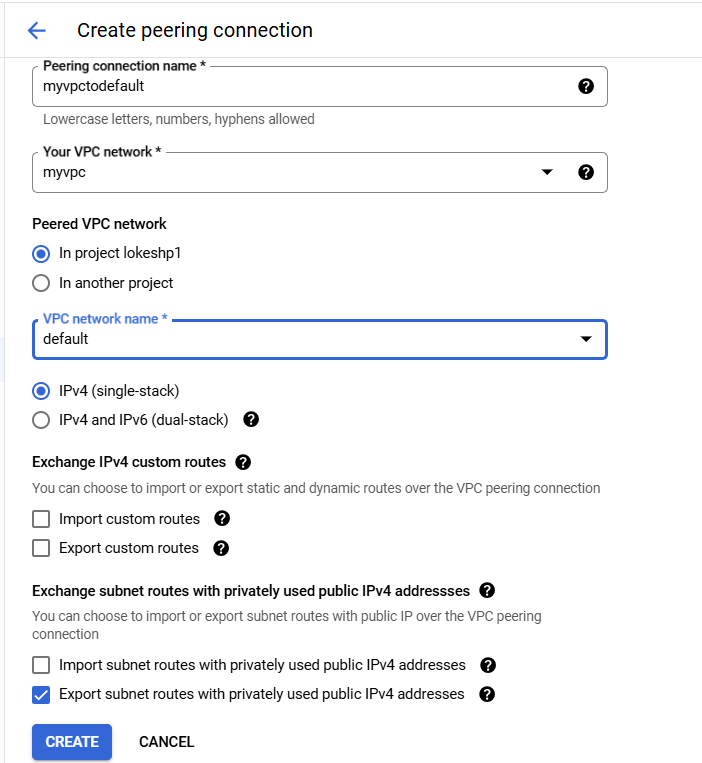 Create peering connection
Peering connection name *
myvpctodefault
Lowercase letters, numbers, hyphens allowed
Your VPC network *
myvpc
Peered VPC network
In project lokeshp1
In another project
VPC network name *
default
IPv4 (single-stack)
IPv4 and IPv6 (dual-stack)
Exchange IPv4 custom routes
You can choose to import or export static and dynamic routes over the VPC peering connection
Import custom routes
Export custom routes
Exchange subnet routes with privately used public IPv4 addressses
You can choose to import or export subnet routes with public IP over the VPC peering
connection
Import subnet routes with privately used public IPv4 addresses
Export subnet routes with privately used public IPv4 addresses
CREATE CANCEL